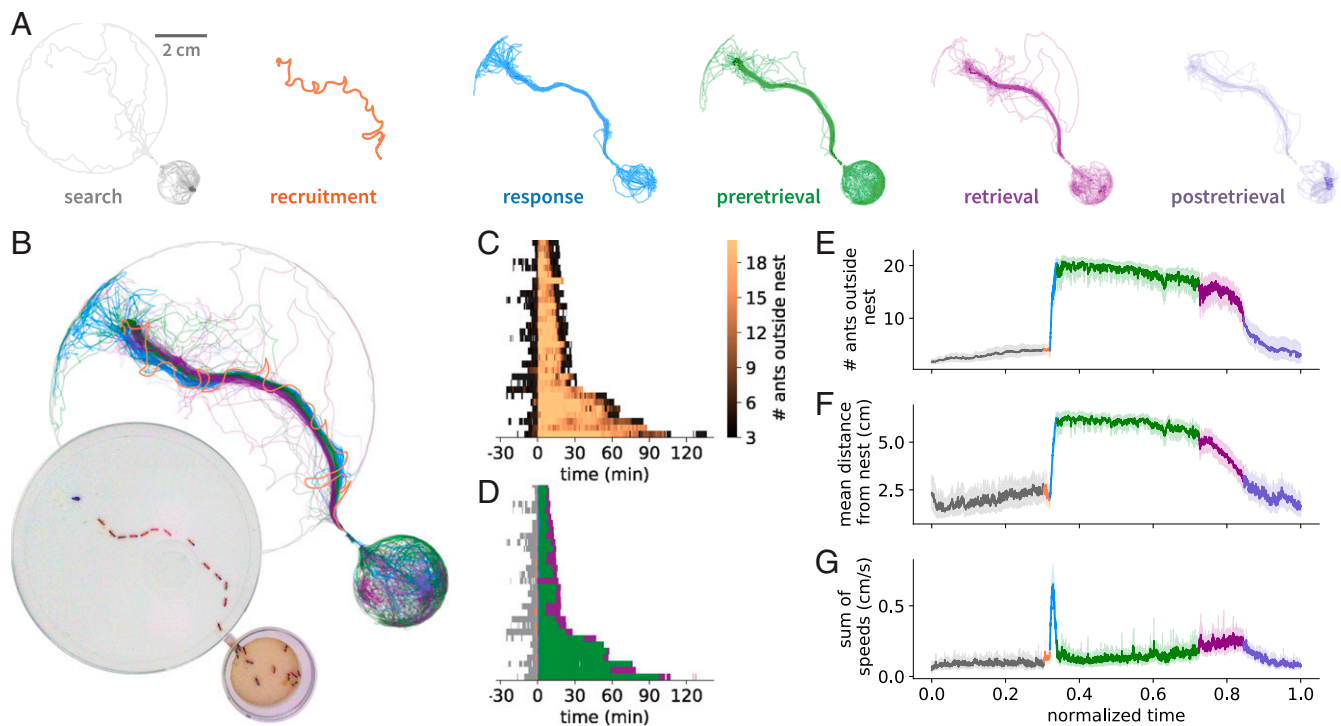 A
2 cm
search
recruitment
response
preretrieval
retrieval
postretrieval
B
C
18
15
12
9
6
3
# ants outside nest
-30 0 30 60 90 120
time (min)
D
-30 0 30 60 90 120
time (min)
E
# ants outside
nest
20
10
F
mean distance
from nest (cm)
5.0
2.5
G
sum of
speeds (cm/s)
0.5
0.0
0.0 0.2 0.4 0.6 0.8 1.0
normalized time